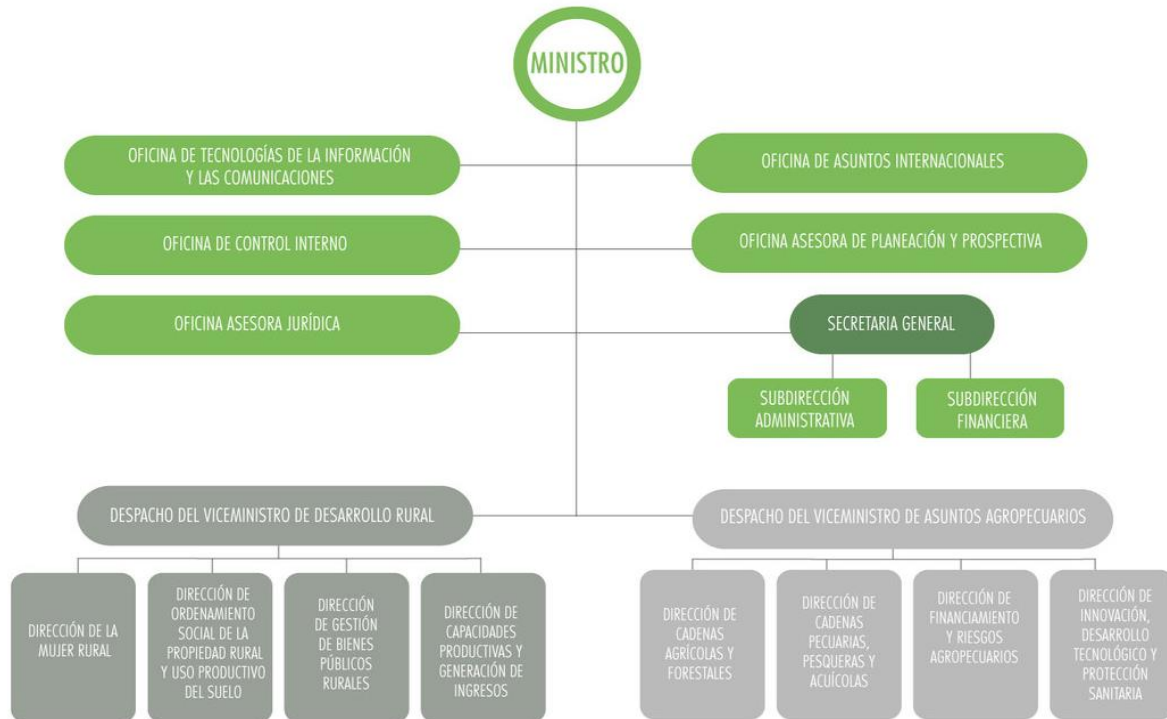 MINISTRO
OFICINA DE TECNOLOGÍAS DE LA INFORMACIÓN
Y LAS COMUNICACIONES
OFICINA DE ASUNTOS INTERNACIONALES
OFICINA DE CONTROL INTERNO
OFICINA ASESORA DE PLANEACIÓN Y PROSPECTIVA
OFICINA ASESORA JURÍDICA
SECRETARIA GENERAL
SUBDIRECCIÓN
ADMINISTRATIVA
SUBDIRECCIÓN
FINANCIERA
DESPACHO DEL VICEMINISTRO DE DESARROLLO RURAL
DESPACHO DEL VICEMINISTRO DE ASUNTOS AGROPECUARIOS
DIRECCIÓN DE LA
MUJER RURAL
DIRECCIÓN DE
ORDENAMIENTO
SOCIAL DE LA
PROPIEDAD RURAL
Y USO PRODUCTIVO
DEL SUELO
DIRECCIÓN
DE GESTIÓN
DE BIENES
PÚBLICOS
RURALES
DIRECCIÓN DE
CAPACIDADES
PRODUCTIVAS Y
GENERACIÓN DE
INGRESOS
DIRECCIÓN DE
CADENAS
AGRÍCOLAS Y
FORESTALES
DIRECCIÓN DE
CADENAS
PECUARIAS,
PESQUERAS Y
ACUÍCOLAS
DIRECCIÓN DE
FINANCIAMIENTO
Y RIESGOS
AGROPECUARIOS
DIRECCIÓN DE
INNOVACIÓN,
DESARROLLO
TECNOLÓGICO Y
PROTECCIÓN
SANITARIA